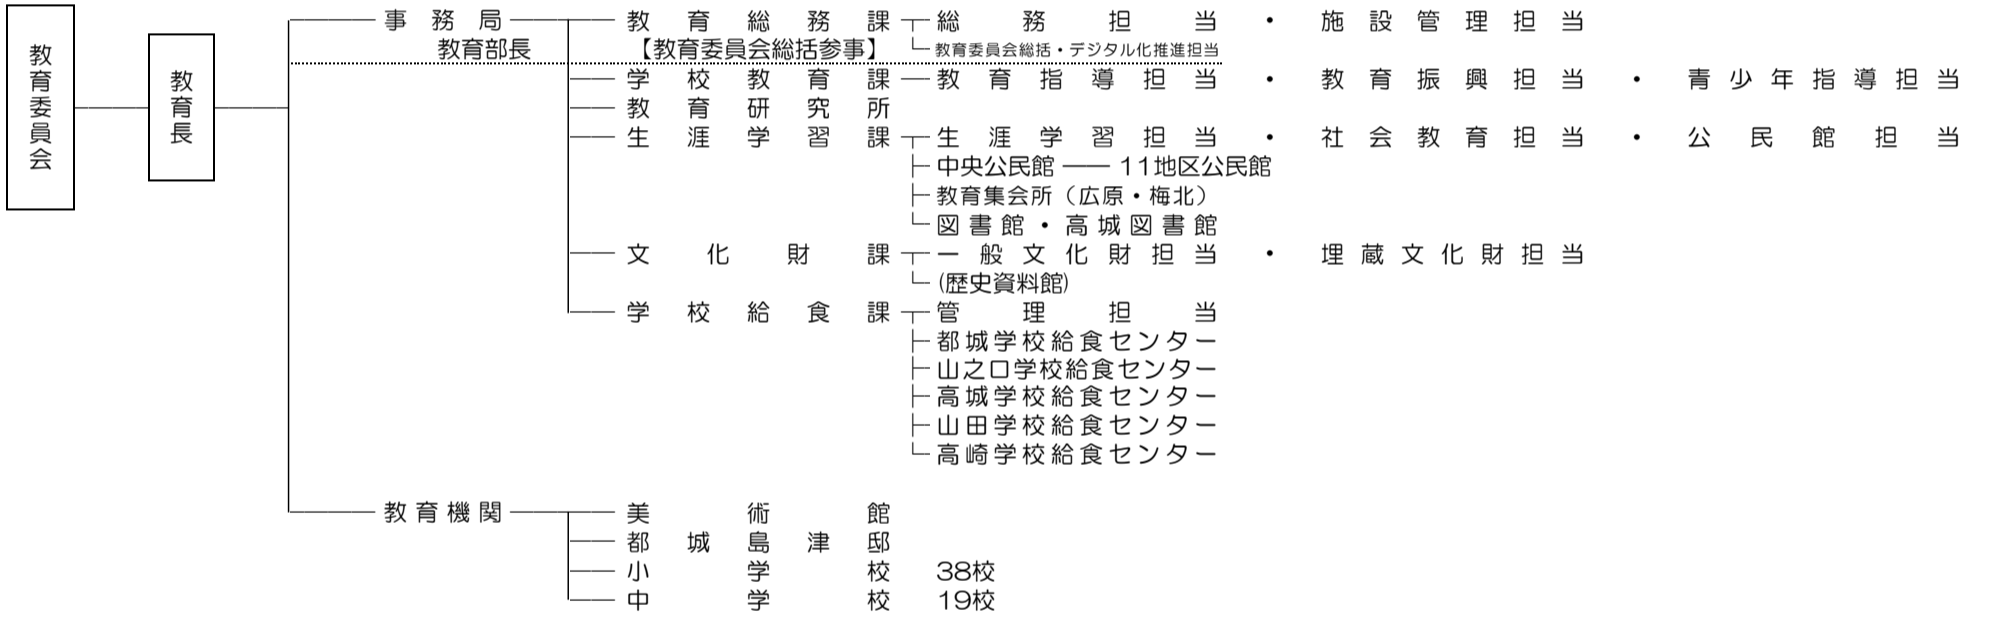 教育委員会
教育長
事務局 教育総務課 総務担当 ・ 施設管理担当
教育部長 【教育委員会総括参事】 教育委員会総括・デジタル化推進担当
学校教育課 教育指導担当 ・ 教育振興担当 ・ 青少年指導担当
教育研究所
生涯学習課 生涯学習担当 ・ 社会教育担当 ・ 公民館担当
中央公民館 ―― 11地区公民館
教育集会所（広原・梅北）
図書館・高城図書館
文化財課 一般文化財担当 ・ 埋蔵文化財担当
(歴史資料館)
学校給食課 管理担当
都城学校給食センター
山之口学校給食センター
高城学校給食センター
山田学校給食センター
高崎学校給食センター
教育機関 美術館
都城島津邸
小学校 38校
中学校 19校